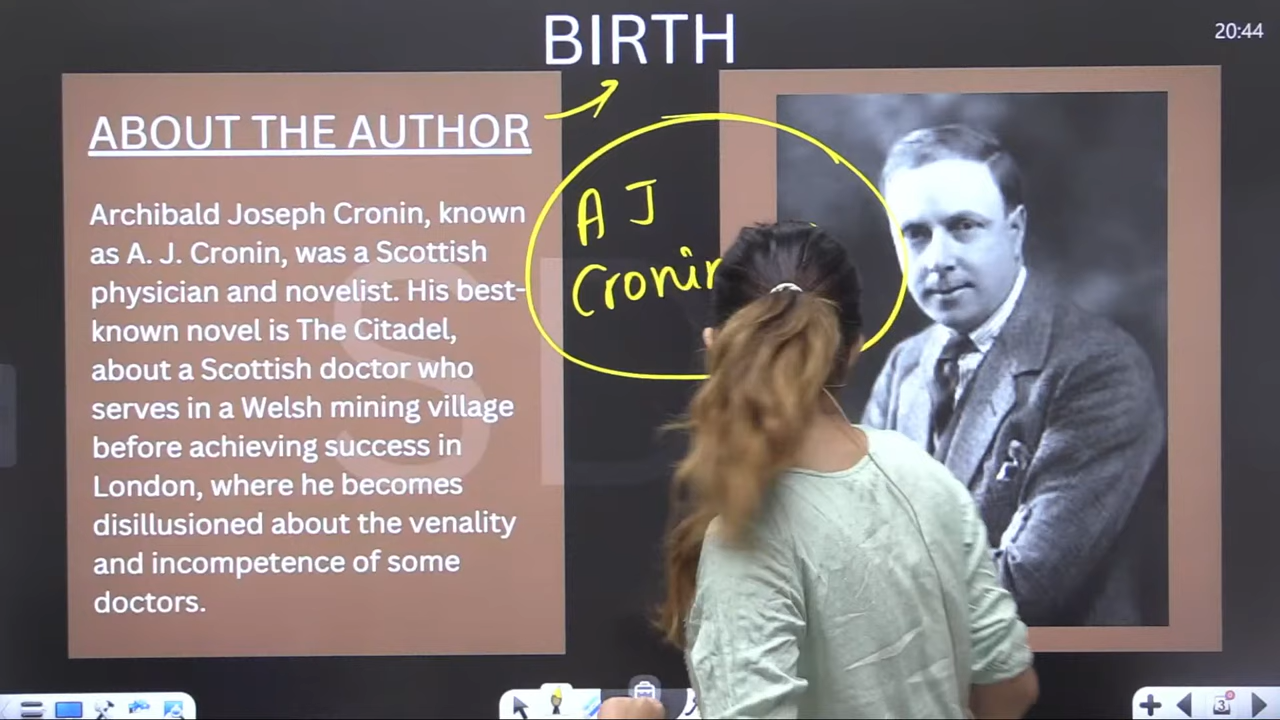 BIRTH
20:44
ABOUT THE AUTHOR
Archibald Joseph Cronin, known
as A. J. Cronin, was a Scottish
physician and novelist. His best-
known novel is The Citadel,
about a Scottish doctor who
serves in a Welsh mining village
before achieving success in
London, where he becomes
disillusioned about the venality
and incompetence of some
doctors.
A J
Cronin
3